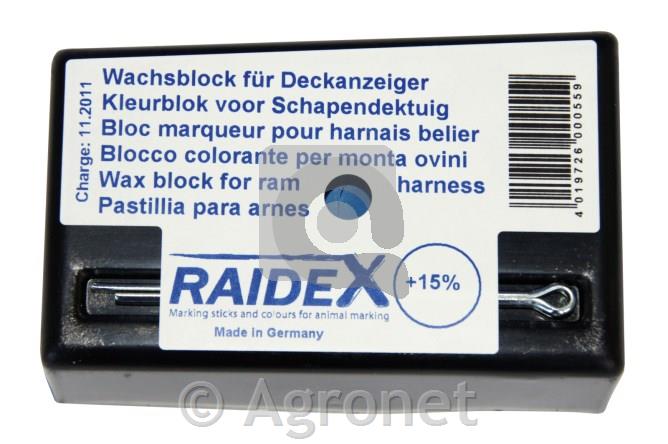 Wachsblock für Deckanzeiger
Kleurblok voor Schapendektuig
Bloc marqueur pour harnais belier
Blocco colorante per monta ovini
Wax block for ram harness
Pastillia para arnes
Charge: 11.2011
4 019726 000559
RAIDEX
+15%
Marking sticks and colours for animal marking
Made in Germany
© Agronet